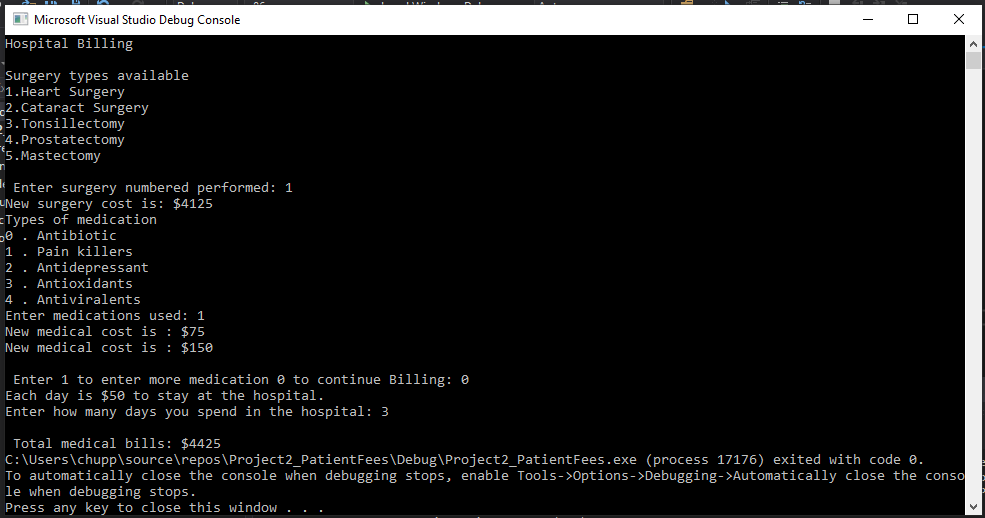 Microsoft Visual Studio Debug Console
Hospital Billing
Surgery types available
1.Heart Surgery
2.Cataract Surgery
3.Tonsillectomy
4.Prostatectomy
5.Mastectomy
Enter surgery numbered performed: 1
New surgery cost is: $4125
Types of medication
0 . Antibiotic
1 . Pain killers
2 . Antidepressant
3 . Antioxidants
4 . Antiviralents
Enter medications used: 1
New medical cost is : $75
New medical cost is : $150
Enter 1 to enter more medication 0 to continue Billing: 0
Each day is $50 to stay at the hospital.
Enter how many days you spend in the hospital: 3
Total medical bills: $4425
C:\Users\chupp\source\repos\Project2_PatientFees\Debug\Project2_PatientFees.exe (process 17176) exited with code 0.
To automatically close the console when debugging stops, enable Tools->Options->Debugging->Automatically close the conso
le when debugging stops.
Press any key to close this window . . .